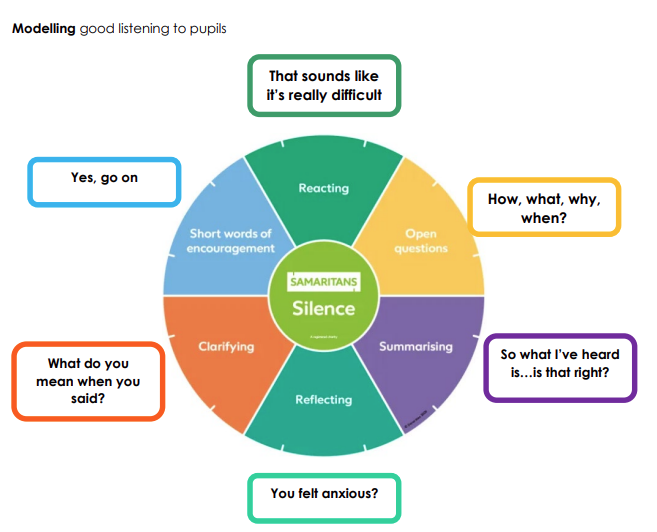 Modelling good listening to pupils
That sounds like
it's really difficult
Yes, go on
How, what, why,
when?
Reacting
Short words of
encouragement
Open
questions
SAMARITANS
Silence
Clarifying
Summarising
Reflecting
What do you
mean when you
said?
So what I've heard
is...is that right?
You felt anxious?